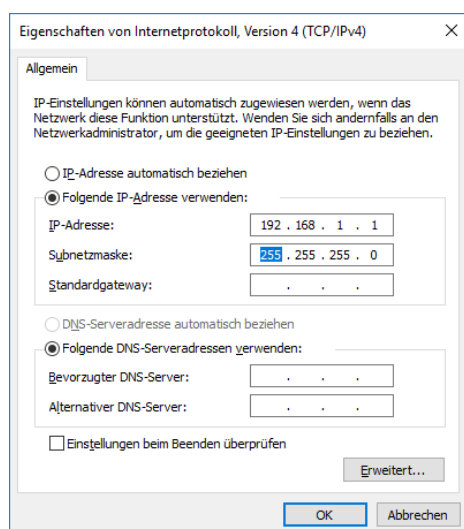 Eigenschaften von Internetprotokoll, Version 4 (TCP/IPv4)
Allgemein
IP-Einstellungen können automatisch zugewiesen werden, wenn das
Netzwerk diese Funktion unterstützt. Wenden Sie sich andernfalls an den
Netzwerkadministrator, um die geeigneten IP-Einstellungen zu beziehen.
IP-Adresse automatisch beziehen
Folgende IP-Adresse verwenden:
IP-Adresse: 192 . 168 . 1 . 1
Subnetzmaske: 255 . 255 . 255 . 0
Standardgateway: . . .
DNS-Serveradresse automatisch beziehen
Folgende DNS-Serveradressen verwenden:
Bevorzugter DNS-Server: . . .
Alternativer DNS-Server: . . .
Einstellungen beim Beenden überprüfen
Erweitert...
OK Abbrechen